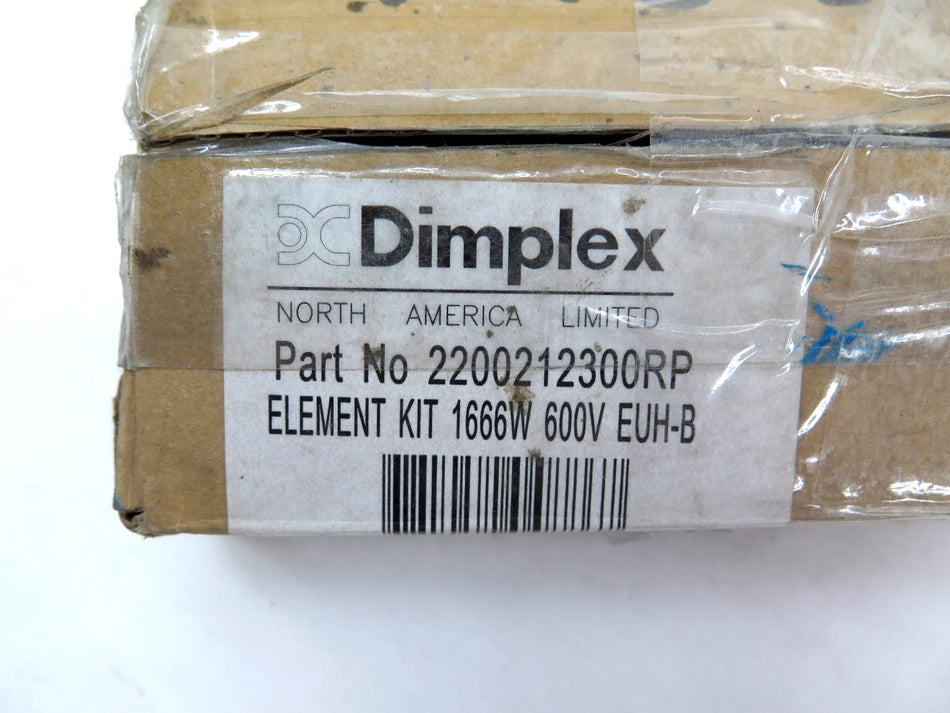 Dimplex
NORTH AMERICA LIMITED
Part No 2200212300RP
ELEMENT KIT 1666W 600V EUH-B